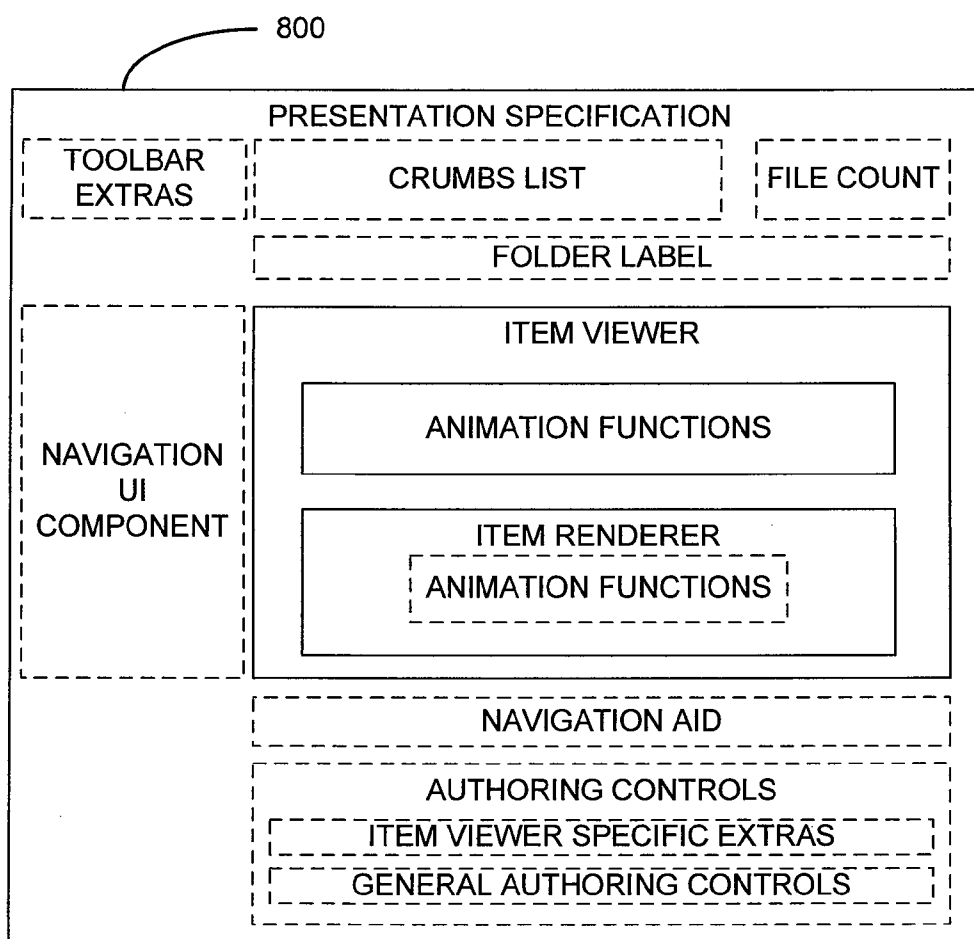 800
PRESENTATION SPECIFICATION
TOOLBAR
EXTRAS
CRUMBS LIST
FILE COUNT
FOLDER LABEL
NAVIGATION
UI
COMPONENT
ITEM VIEWER
ANIMATION FUNCTIONS
ITEM RENDERER
ANIMATION FUNCTIONS
NAVIGATION AID
AUTHORING CONTROLS
ITEM VIEWER SPECIFIC EXTRAS
GENERAL AUTHORING CONTROLS